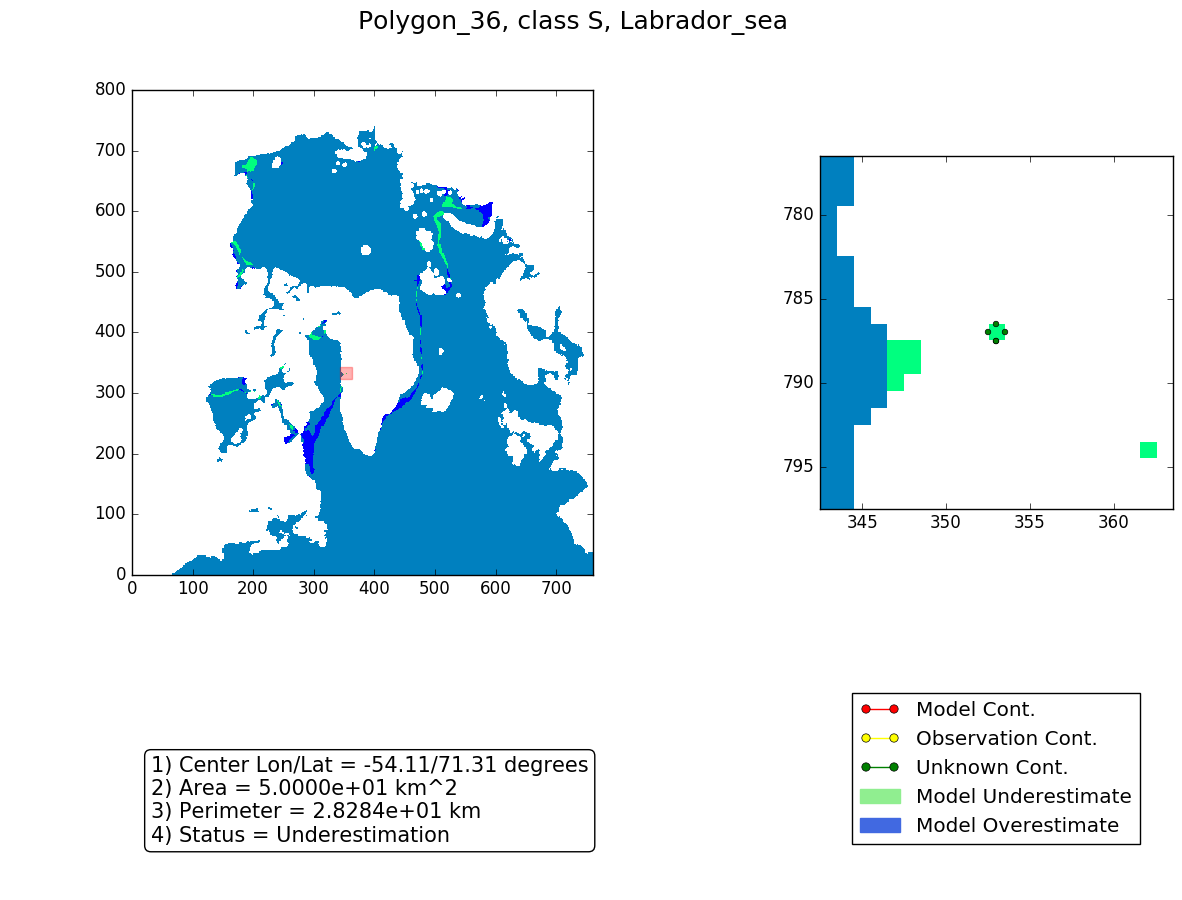 Polygon_36, class S, Labrador_sea
800
700
600
500
400
300
200
100
0
0 100 200 300 400 500 600 700
780
785
790
795
345 350 355 360
1) Center Lon/Lat = -54.11/71.31 degrees
2) Area = 5.0000e+01 km^2
3) Perimeter = 2.8284e+01 km
4) Status = Underestimation
Model Cont.
Observation Cont.
Unknown Cont.
Model Underestimate
Model Overestimate